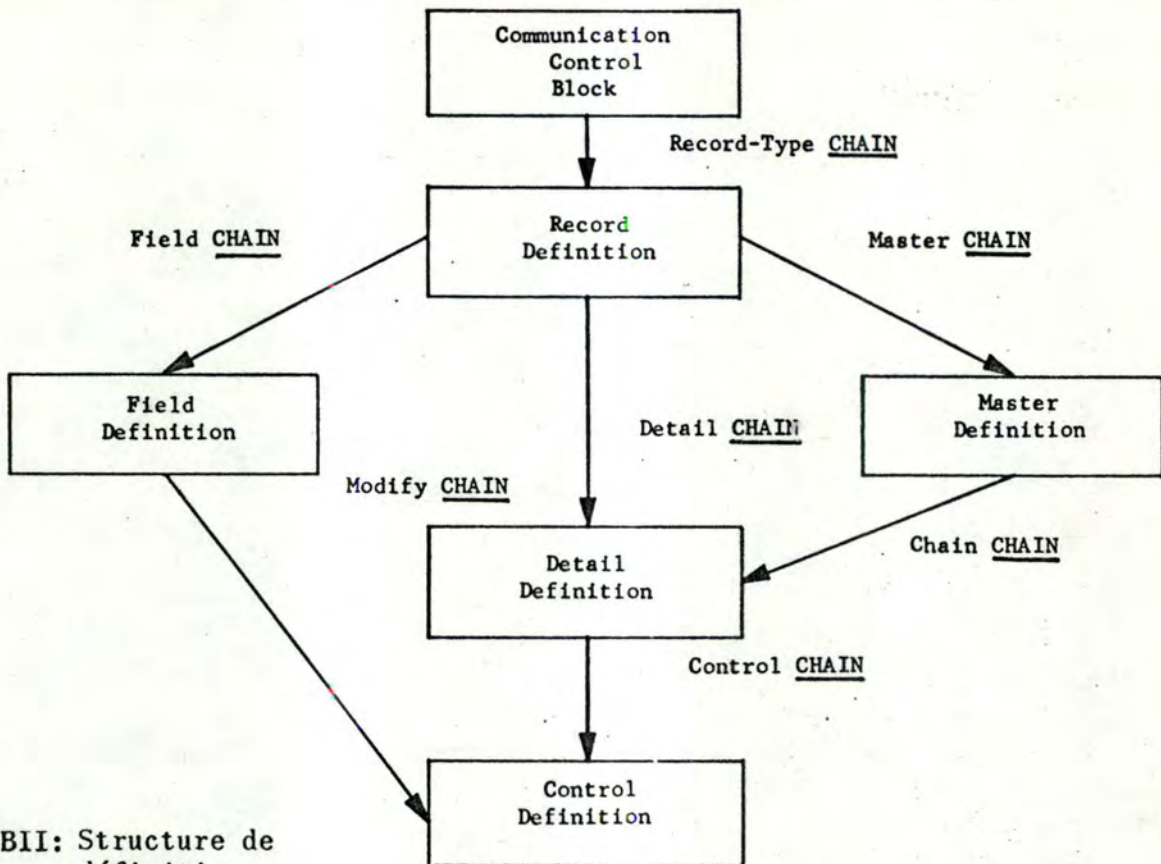 Communication
Control
Block
Record-Type CHAIN
Record
Definition
Field CHAIN
Master CHAIN
Field
Definition
Master
Definition
Detail CHAIN
Modify CHAIN
Detail
Definition
Chain CHAIN
Control CHAIN
Control
Definition
BII: Structure de